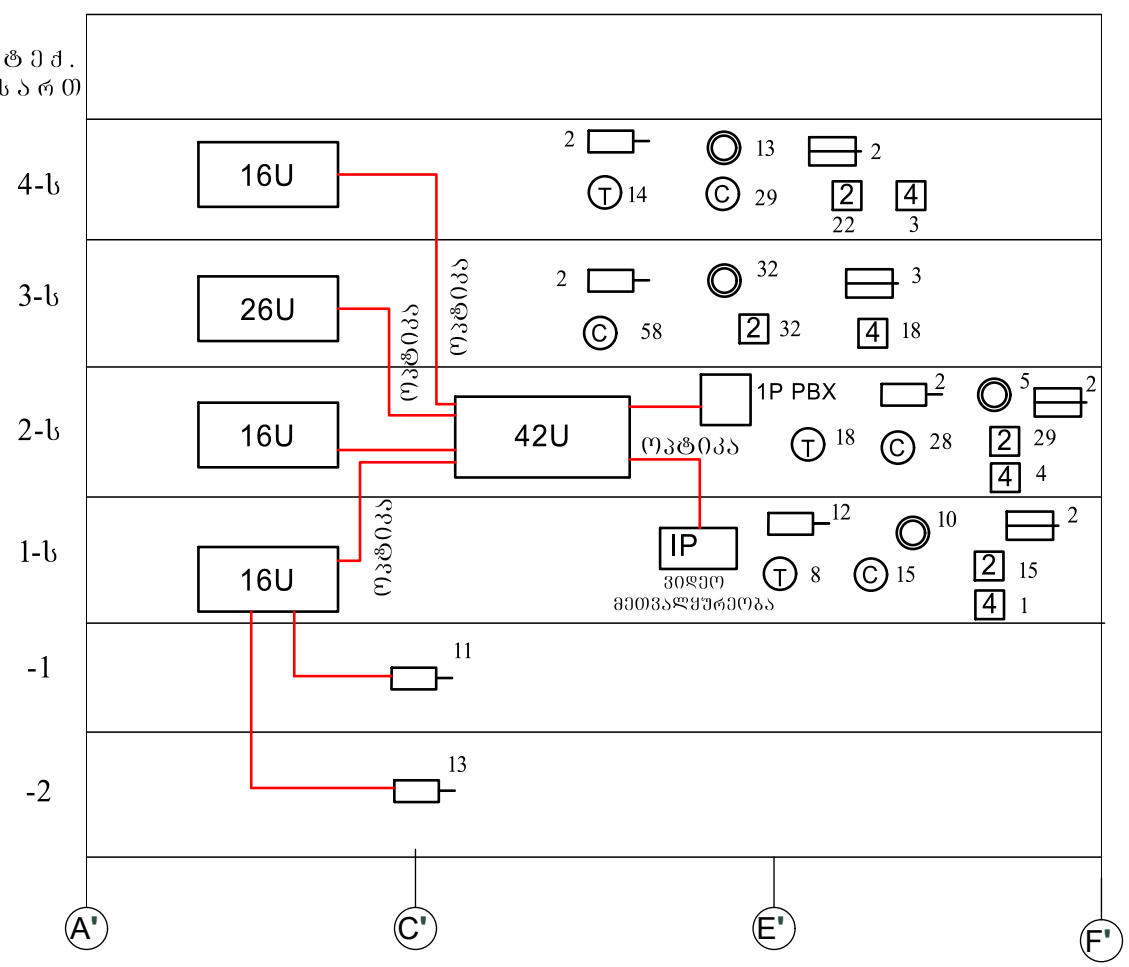 ტექ.
სართ
4-ს
16U
2
13
2
T
14
C
29
2
22
4
3
3-ს
26U
ოპტიკა
ოპტიკა
2
32
3
C
58
2
32
4
18
2-ს
16U
42U
1P PBX
ოპტიკა
2
5
2
T
18
C
28
2
29
4
4
1-ს
16U
ოპტიკა
IP
ვიდეო
მეთვალყურეობა
12
10
2
T
8
C
15
2
15
4
1
-1
11
-2
13
A'
C'
E'
F'